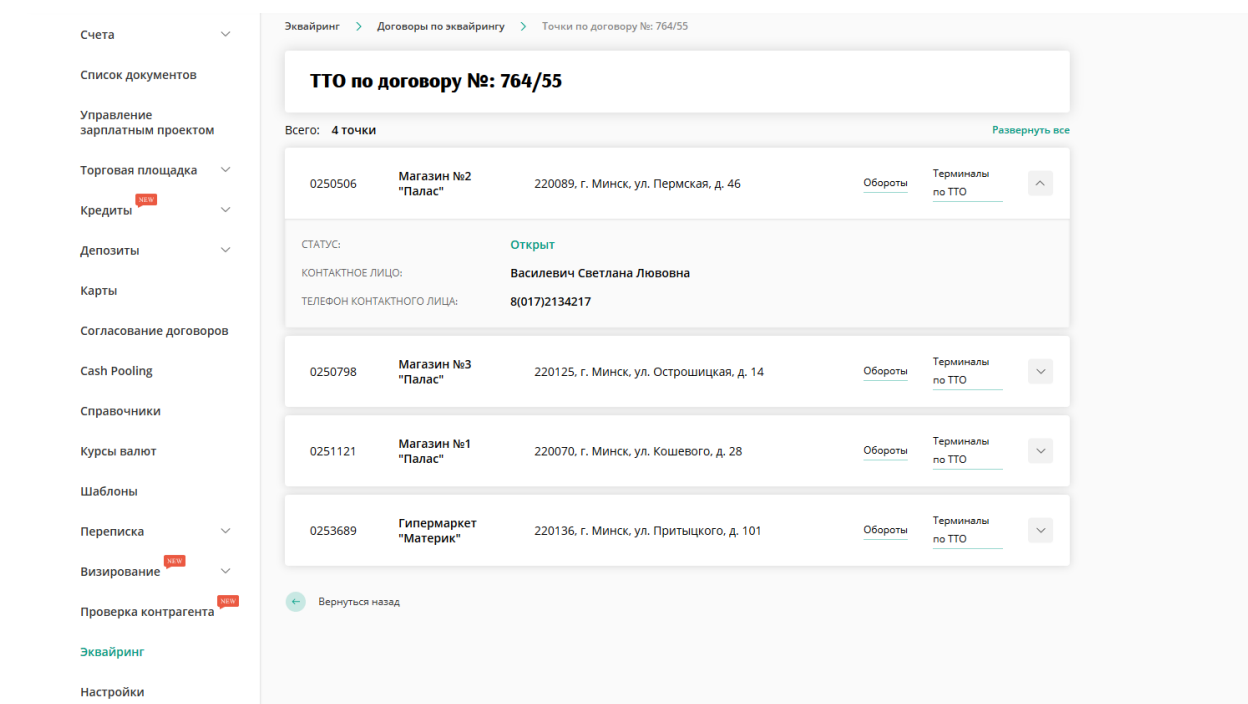 Счета
Список документов
Управление
зарплатным проектом
Торговая площадка
NEW
Кредиты
Депозиты
Карты
Согласование договоров
Cash Pooling
Справочники
Курсы валют
Шаблоны
Переписка
NEW
Визирование
NEW
Проверка контрагента
Эквайринг
Настройки
Эквайринг > Договоры по эквайрингу > Точки по договору №: 764/55
ТТО по договору №: 764/55
Всего: 4 точки
Развернуть все
0250506
Магазин №2
"Палас"
220089, г. Минск, ул. Пермская, д. 46
Обороты
Терминалы
по ТТО
СТАТУС: Открыт
КОНТАКТНОЕ ЛИЦО: Василевич Светлана Лювовна
ТЕЛЕФОН КОНТАКТНОГО ЛИЦА: 8(017)2134217
0250798
Магазин №3
"Палас"
220125, г. Минск, ул. Острошицкая, д. 14
Обороты
Терминалы
по ТТО
0251121
Магазин №1
"Палас"
220070, г. Минск, ул. Кошевого, д. 28
Обороты
Терминалы
по ТТО
0253689
Гипермаркет
"Материк"
220136, г. Минск, ул. Притыцкого, д. 101
Обороты
Терминалы
по ТТО
Вернуться назад